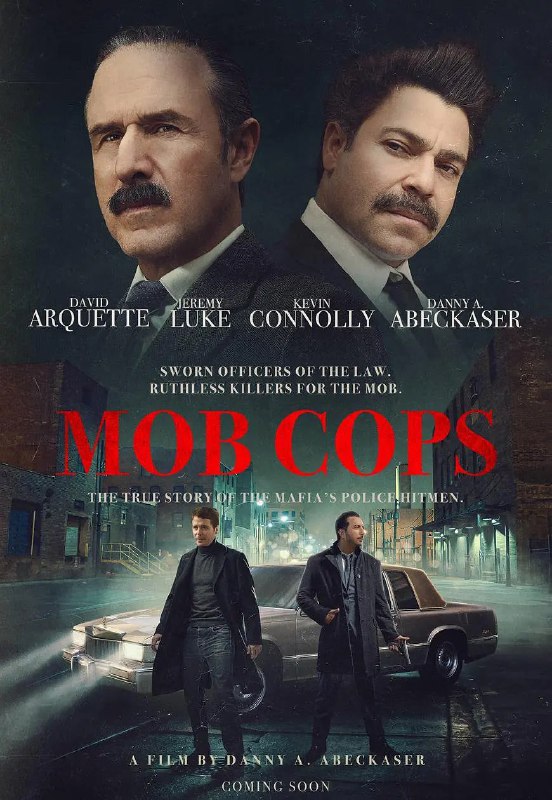 DAVID ARQUETTE
JEREMY LUKE
KEVIN CONNOLLY
DANNY A. ABECKASER
SWORN OFFICERS OF THE LAW.
RUTHLESS KILLERS FOR THE MOB.
MOB COPS
THE TRUE STORY OF THE MAFIA'S POLICE HITMEN.
A FILM BY DANNY A. ABECKASER
COMING SOON